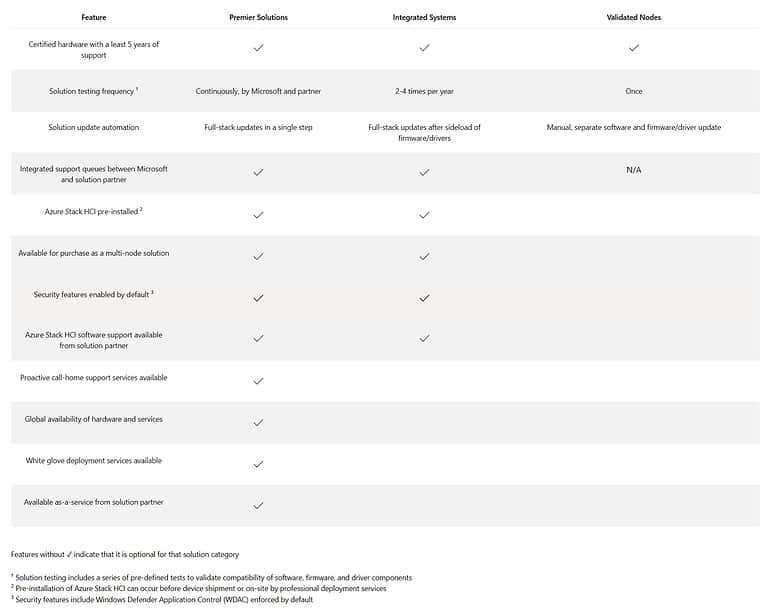 Feature Premier Solutions Integrated Systems Validated Nodes
Certified hardware with a least 5 years of
support ✓ ✓ ✓
Solution testing frequency ¹ Continuously, by Microsoft and partner 2-4 times per year Once
Solution update automation Full-stack updates in a single step Full-stack updates after sideload of
firmware/drivers Manual, separate software and firmware/driver update
Integrated support queues between Microsoft
and solution partner ✓ ✓ N/A
Azure Stack HCI pre-installed ² ✓ ✓
Available for purchase as a multi-node solution ✓ ✓
Security features enabled by default ³ ✓ ✓
Azure Stack HCI software support available
from solution partner ✓ ✓
Proactive call-home support services available ✓
Global availability of hardware and services ✓
White glove deployment services available ✓
Available as-a-service from solution partner ✓
Features without ✓ indicate that it is optional for that solution category
¹ Solution testing includes a series of pre-defined tests to validate compatibility of software, firmware, and driver components
² Pre-installation of Azure Stack HCI can occur before device shipment or on-site by professional deployment services
³ Security features include Windows Defender Application Control (WDAC) enforced by default